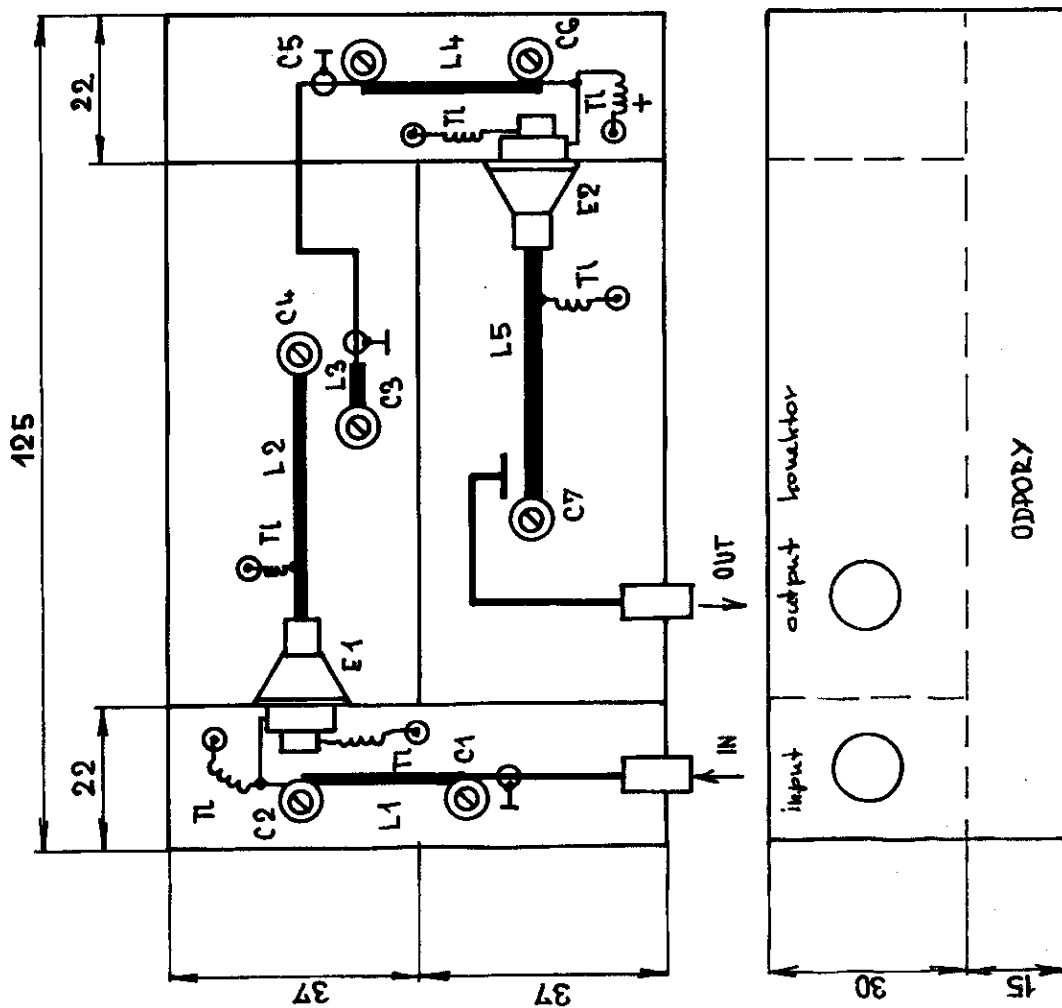 125
22
22
C5
L4
C6
Tl
Tl
+
E2
C4
L3
C3
L2
Tl
L5
Tl
C7
E1
Tl
C2
L1
Tl
C1
IN
OUT
37
37
input
output konektor
ODPORY
30
15